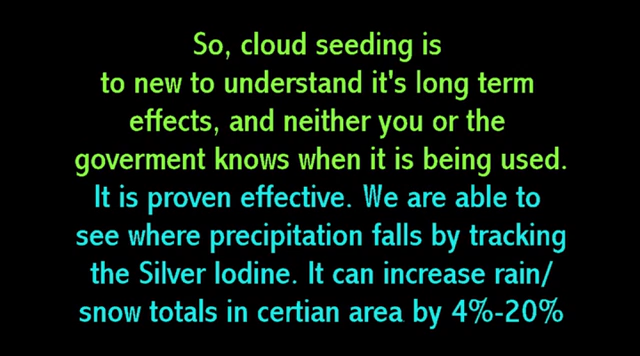 So, cloud seeding is
to new to understand it's long term
effects, and neither you or the
goverment knows when it is being used.
It is proven effective. We are able to
see where precipitation falls by tracking
the Silver Iodine. It can increase rain/
snow totals in certian area by 4%-20%